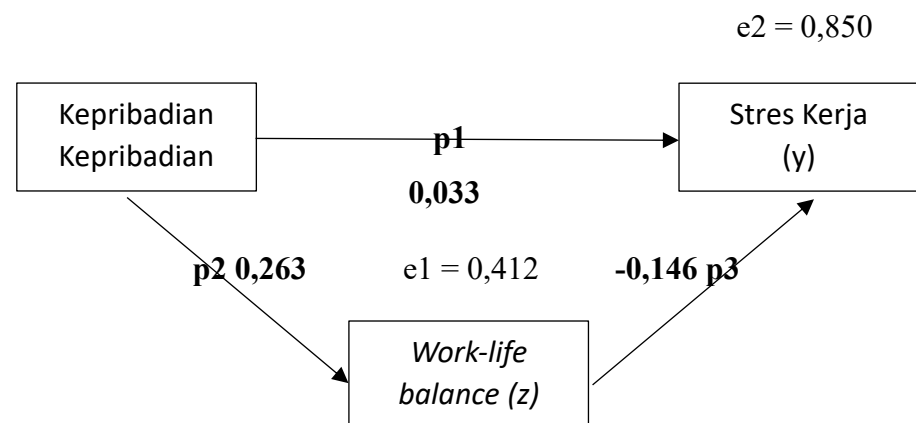 e2 = 0,850
Kepribadian
Kepribadian
Stres Kerja
(y)
p1
0,033
p2 0,263
e1 = 0,412
-0,146 p3
Work-life
balance (z)